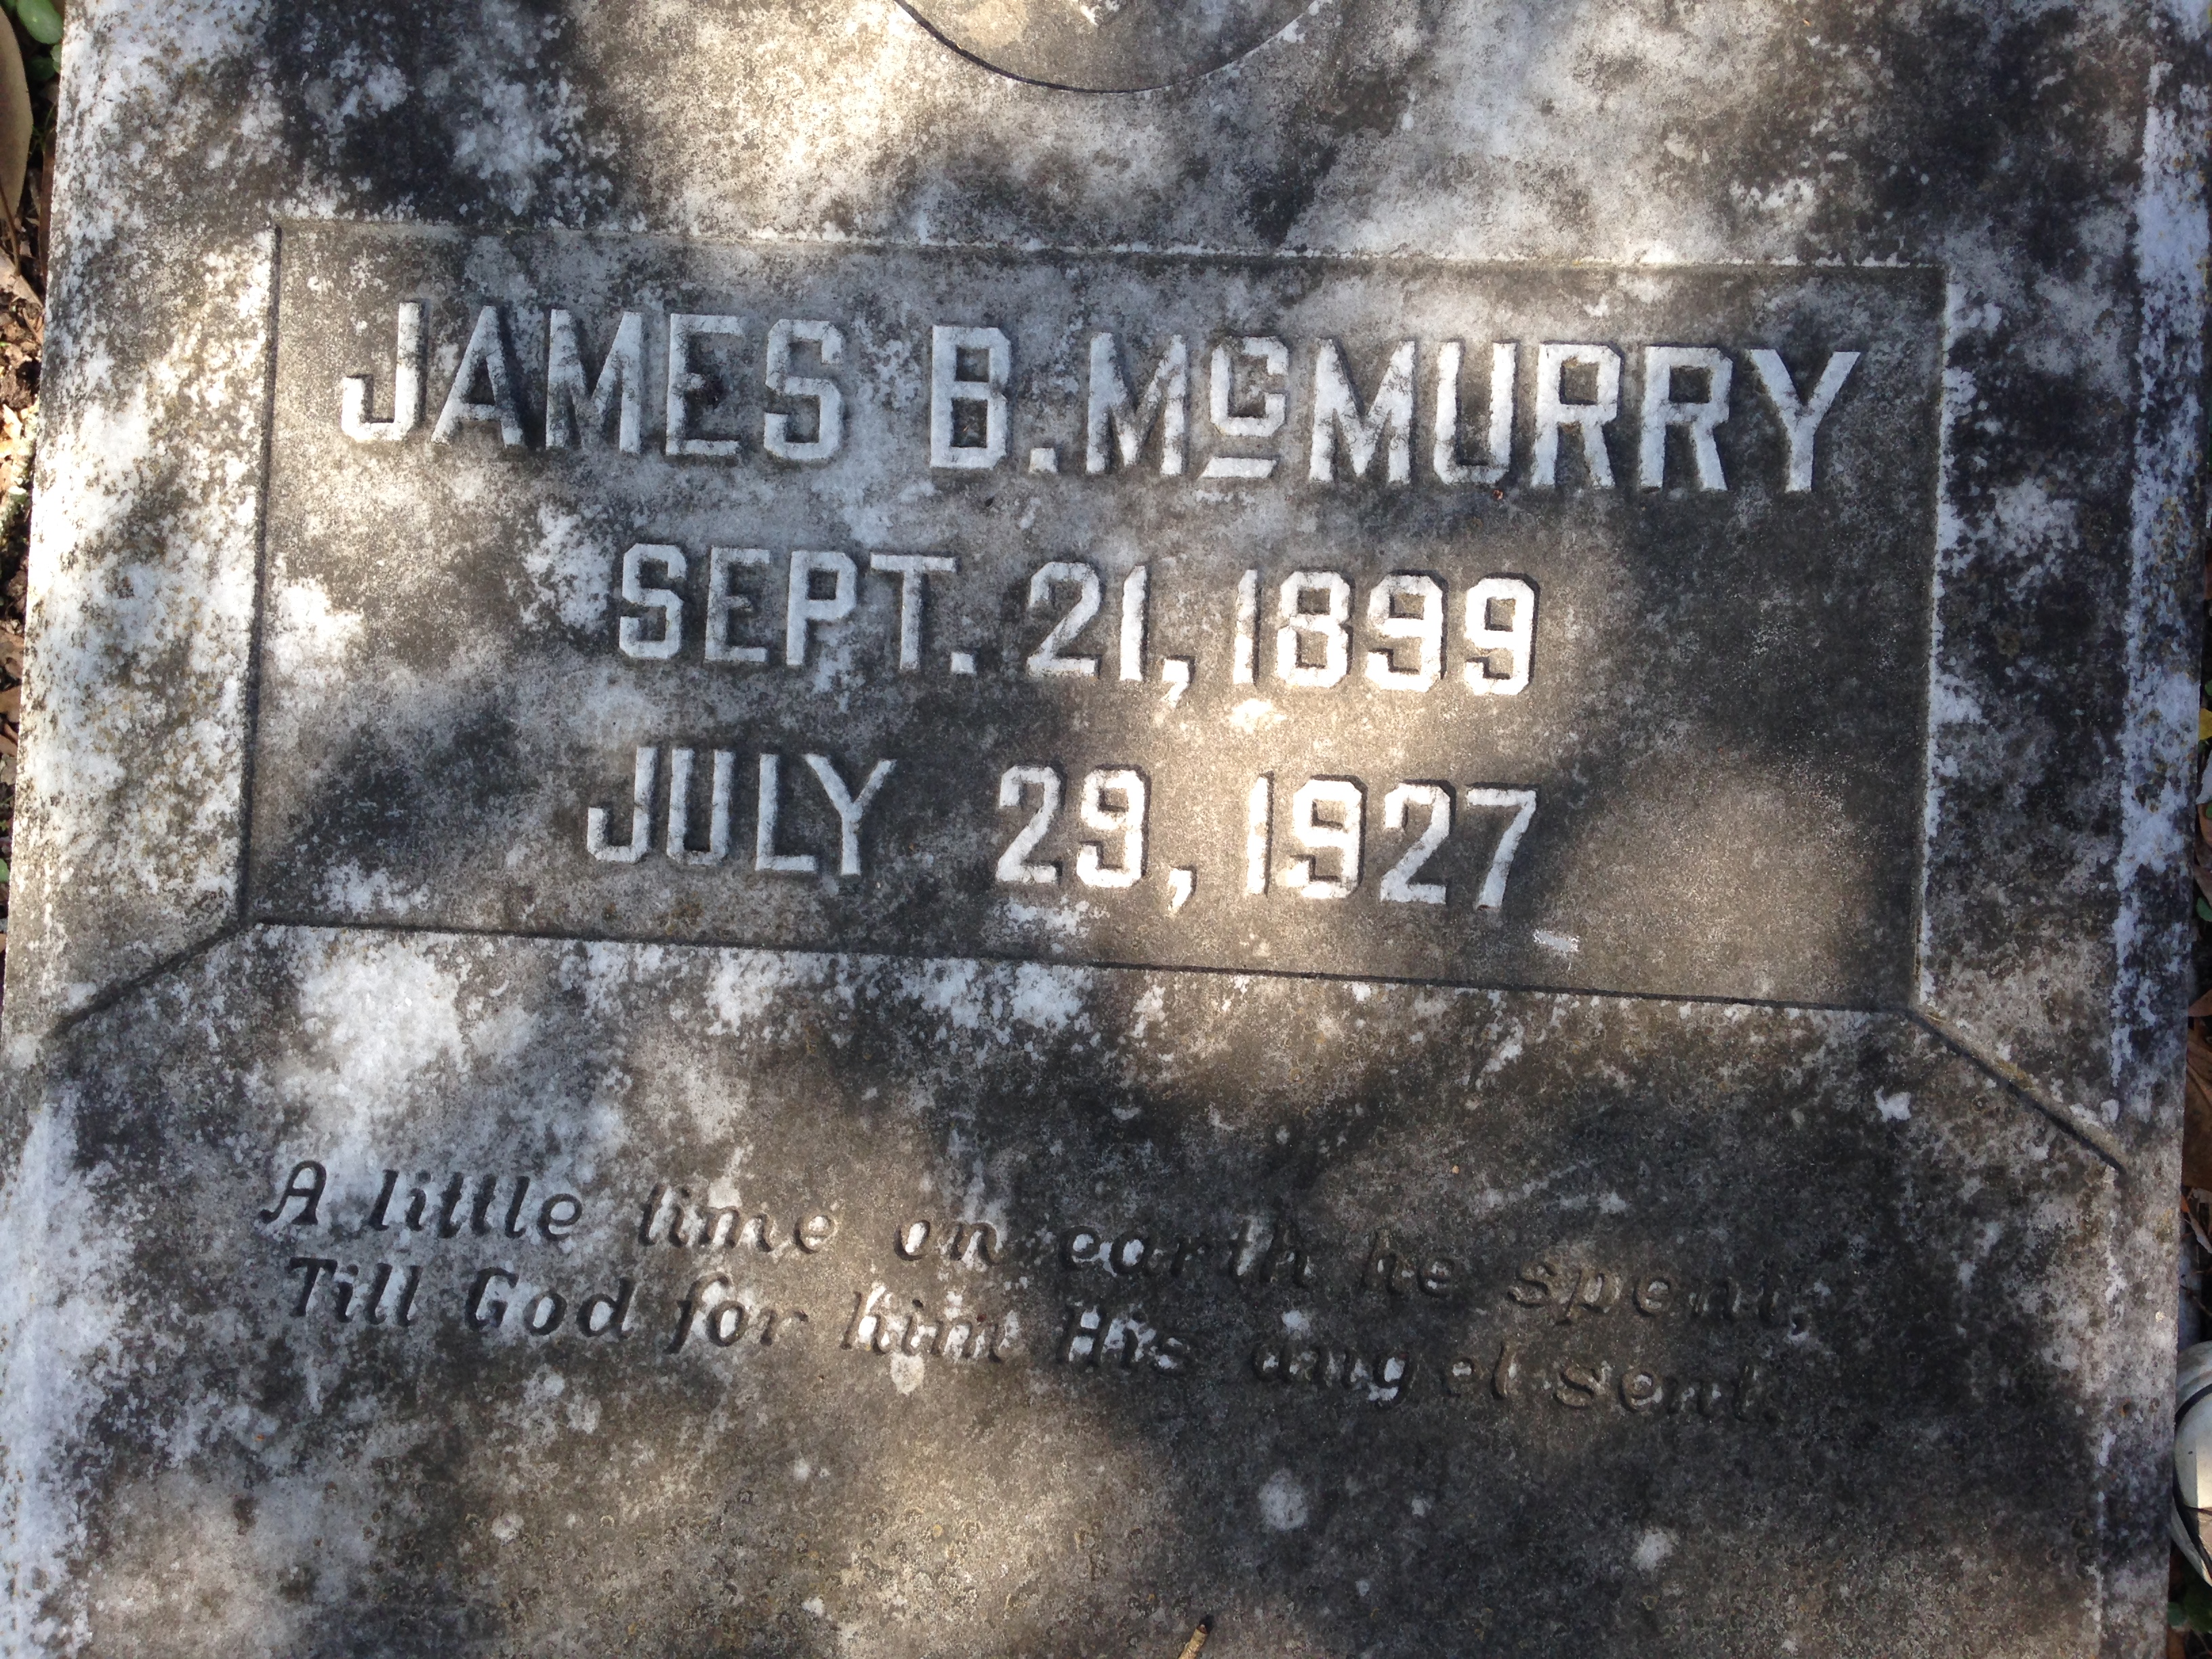 JAMES B. McMURRY
SEPT. 21, 1899
JULY 29, 1927
A little time on earth he spent,
Till God for him His angel sent.